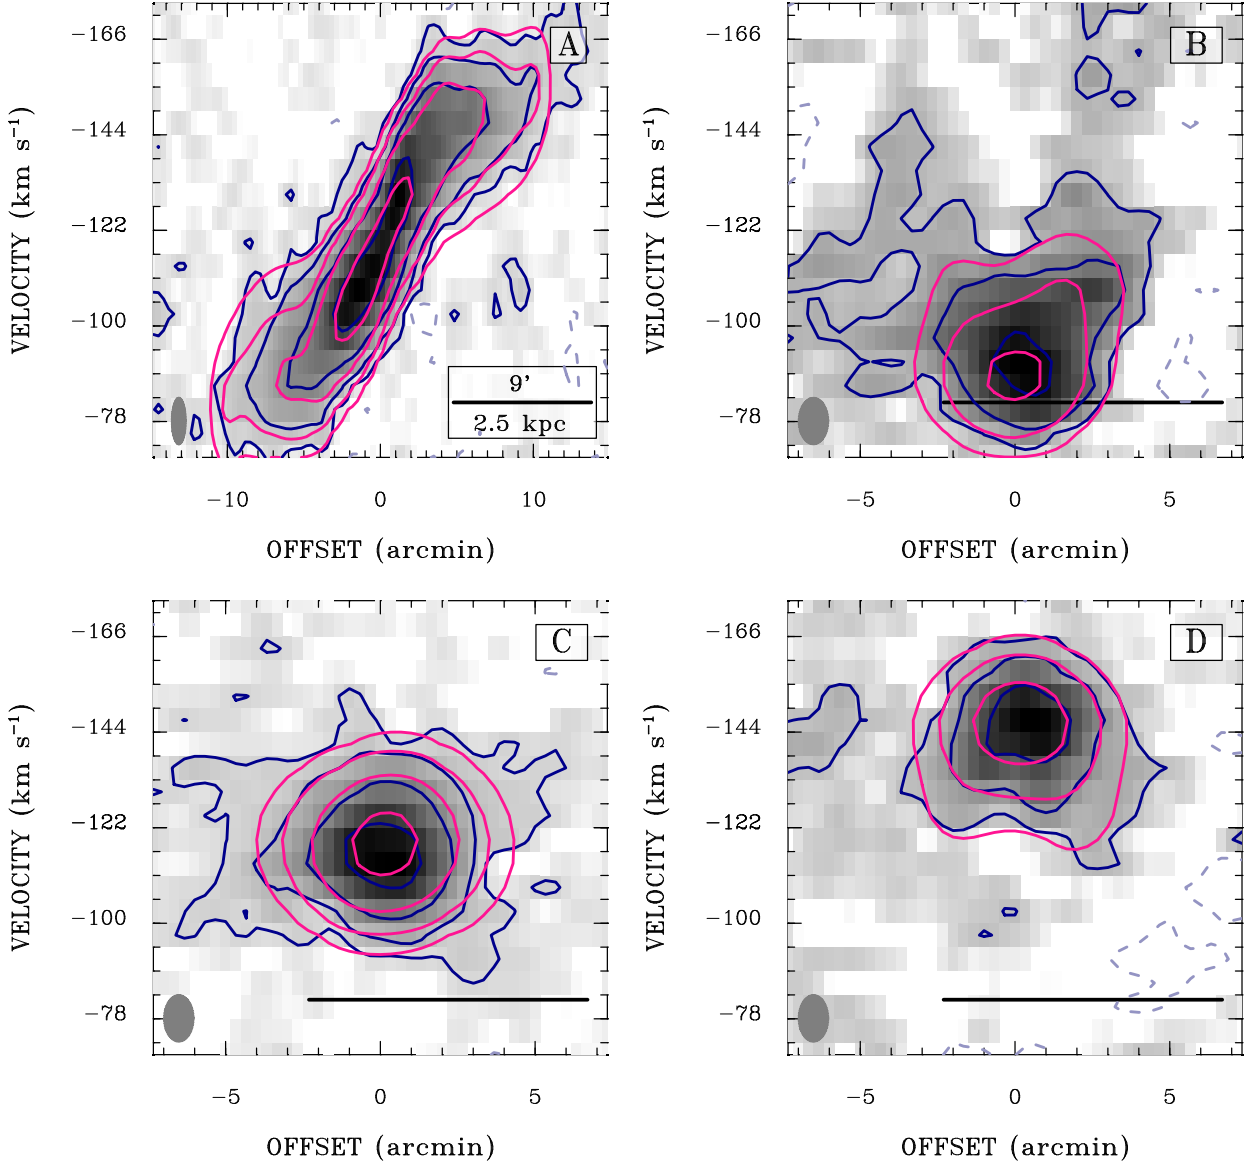 A
−166
−144
−122
−100
−78
VELOCITY (km s⁻¹)
9'
2.5 kpc
−10 0 10
OFFSET (arcmin)
B
−166
−144
−122
−100
−78
VELOCITY (km s⁻¹)
−5 0 5
OFFSET (arcmin)
C
−166
−144
−122
−100
−78
VELOCITY (km s⁻¹)
−5 0 5
OFFSET (arcmin)
D
−166
−144
−122
−100
−78
VELOCITY (km s⁻¹)
−5 0 5
OFFSET (arcmin)